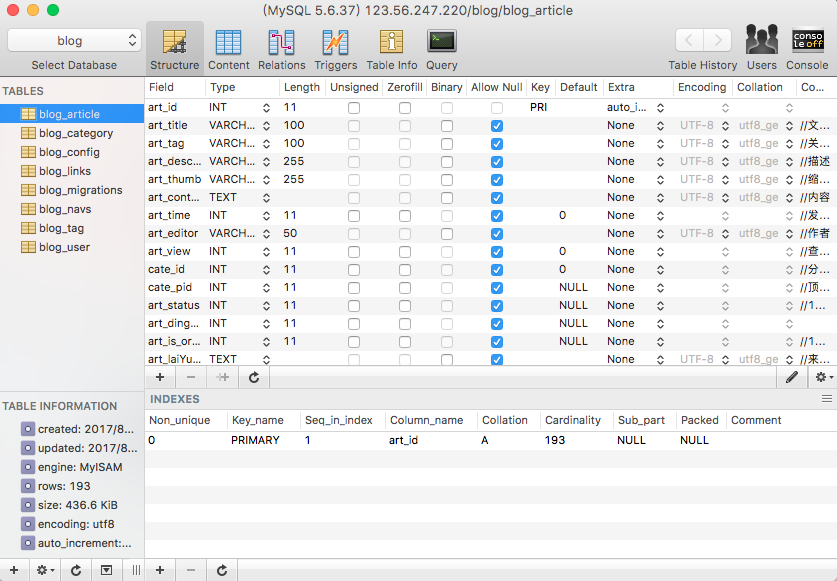 (MySQL 5.6.37) 123.56.247.220/blog/blog_article
blog
Select Database
Structure
Content
Relations
Triggers
Table Info
Query
Table History
Users
conso
le off
Console
TABLES
blog_article
blog_category
blog_config
blog_links
blog_migrations
blog_navs
blog_tag
blog_user
Field Type Length Unsigned Zerofill Binary Allow Null Key Default Extra Encoding Collation Co...
art_id INT 11 PRI auto_i...
art_title VARCH... 100 None UTF-8 utf8_ge //文...
art_tag VARCH... 100 None UTF-8 utf8_ge //关...
art_desc... VARCH... 255 None UTF-8 utf8_ge //描述
art_thumb VARCH... 255 None UTF-8 utf8_ge //缩...
art_cont... TEXT None UTF-8 utf8_ge //内容
art_time INT 11 0 None //发...
art_editor VARCH... 50 None UTF-8 utf8_ge //作者
art_view INT 11 0 None //查...
cate_id INT 11 0 None //分...
cate_pid INT 11 NULL None //顶...
art_status INT 11 NULL None //1...
art_ding... INT 11 NULL None
art_is_or... INT 11 NULL None //1...
art_laiYu... TEXT None UTF-8 utf8_ge //来...
TABLE INFORMATION
created: 2017/8...
updated: 2017/8...
engine: MyISAM
rows: 193
size: 436.6 KiB
encoding: utf8
auto_increment:...
INDEXES
Non_unique Key_name Seq_in_index Column_name Collation Cardinality Sub_part Packed Comment
0 PRIMARY 1 art_id A 193 NULL NULL